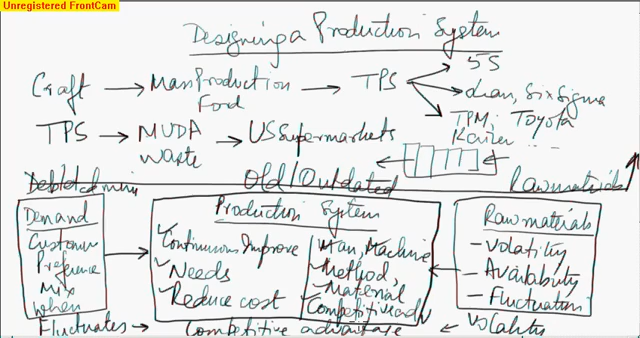 Unregistered FrontCam
Designing a Production System
Craft → Mass Production → TPS
Ford
5S
Lean, Six Sigma
TPM, Toyota
Kaizen ...
TPS → MUDA → US Supermarkets
Waste
Old/Outdated
Raw materials
Demand
Customer
Preference
Mix
When
Fluctuates →
Production System
Continuous Improve
Needs
Reduce cost
Man, Machine
Method,
Material
Competitive adv
Competitive advantage
Raw materials
- Volatility
- Availability
- Fluctuation